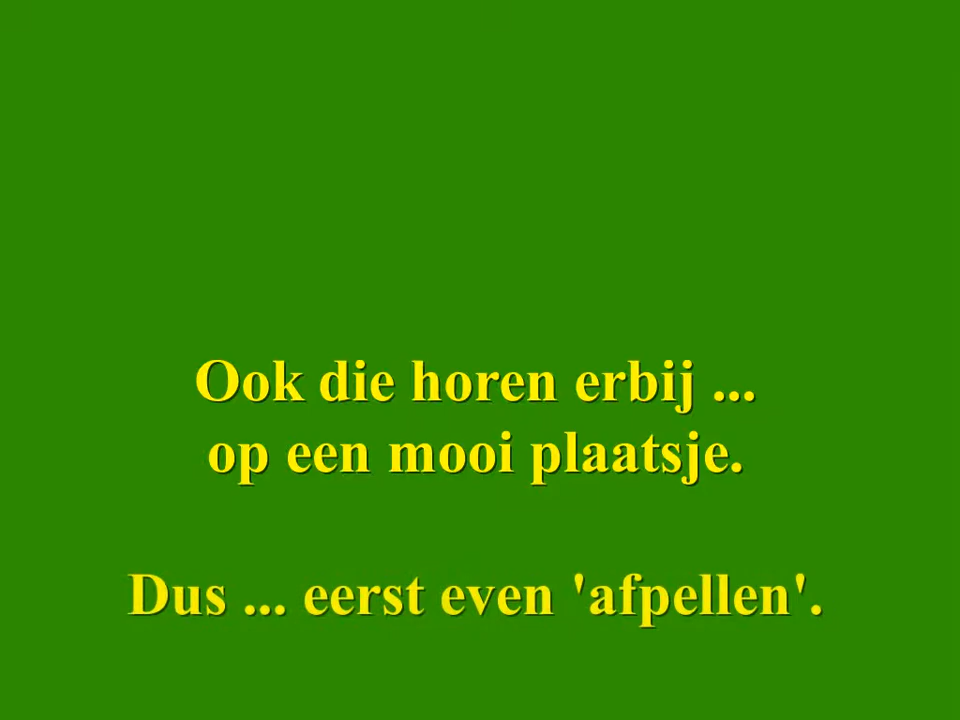 Ook die horen erbij ...
op een mooi plaatsje.
Dus ... eerst even 'afpellen'.